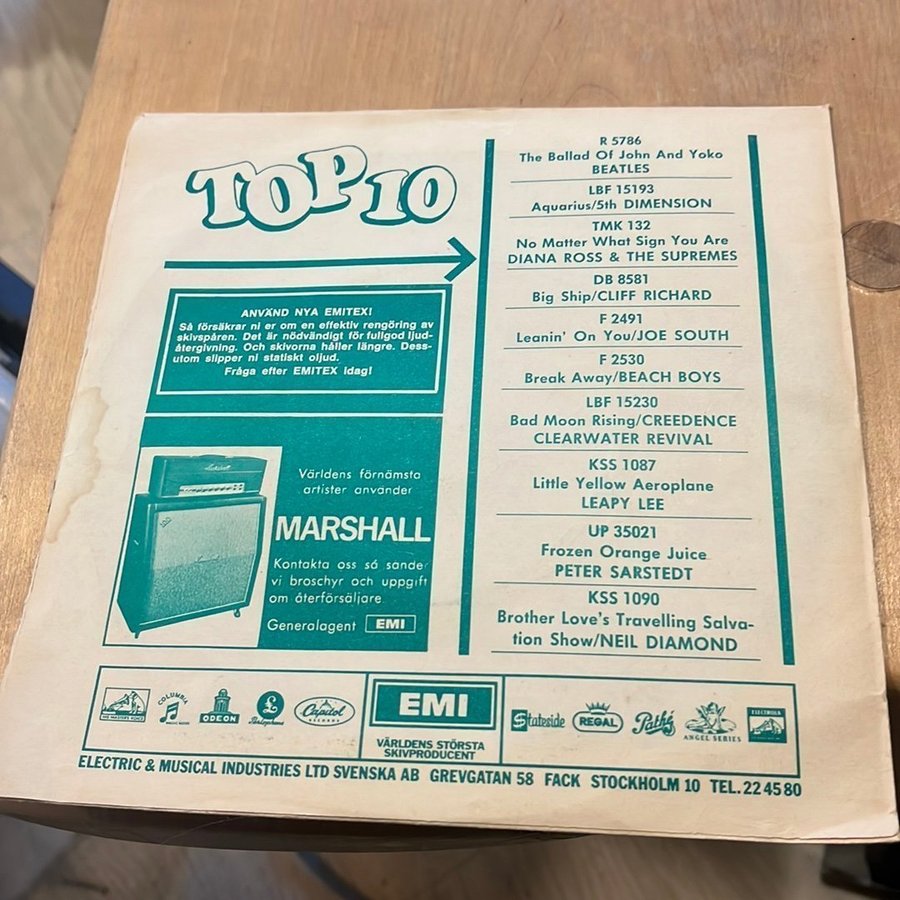 TOP 10
ANVÄND NYA EMITEX!
Så försäkrar ni er om en effektiv rengöring av
skivspåren. Det är nödvändigt för fullgod ljud-
återgivning. Och skivorna håller längre. Dess-
utom slipper ni statiskt oljud.
Fråga efter EMITEX idag!
Marshall
Världens förnämsta
artister använder
MARSHALL
Kontakta oss så sänder
vi broschyr och uppgift
om återförsäljare.
Generalagent EMI
R 5786
The Ballad Of John And Yoko
BEATLES
LBF 15193
Aquarius/5th DIMENSION
TMK 132
No Matter What Sign You Are
DIANA ROSS & THE SUPREMES
DB 8581
Big Ship/CLIFF RICHARD
F 2491
Leanin' On You/JOE SOUTH
F 2530
Break Away/BEACH BOYS
LBF 15230
Bad Moon Rising/CREEDENCE
CLEARWATER REVIVAL
KSS 1087
Little Yellow Aeroplane
LEAPY LEE
UP 35021
Frozen Orange Juice
PETER SARSTEDT
KSS 1090
Brother Love's Travelling Salva-
tion Show/NEIL DIAMOND
HIS MASTER'S VOICE
COLUMBIA
ODEON
£
Parlophone
Capitol
RECORDS
EMI
VÄRLDENS STÖRSTA
SKIVPRODUCENT
Stateside
REGAL
Pathé
ANGEL SERIES
ELECTROLA
ELECTRIC & MUSICAL INDUSTRIES LTD SVENSKA AB GREVGATAN 58 FACK STOCKHOLM 10 TEL. 22 45 80